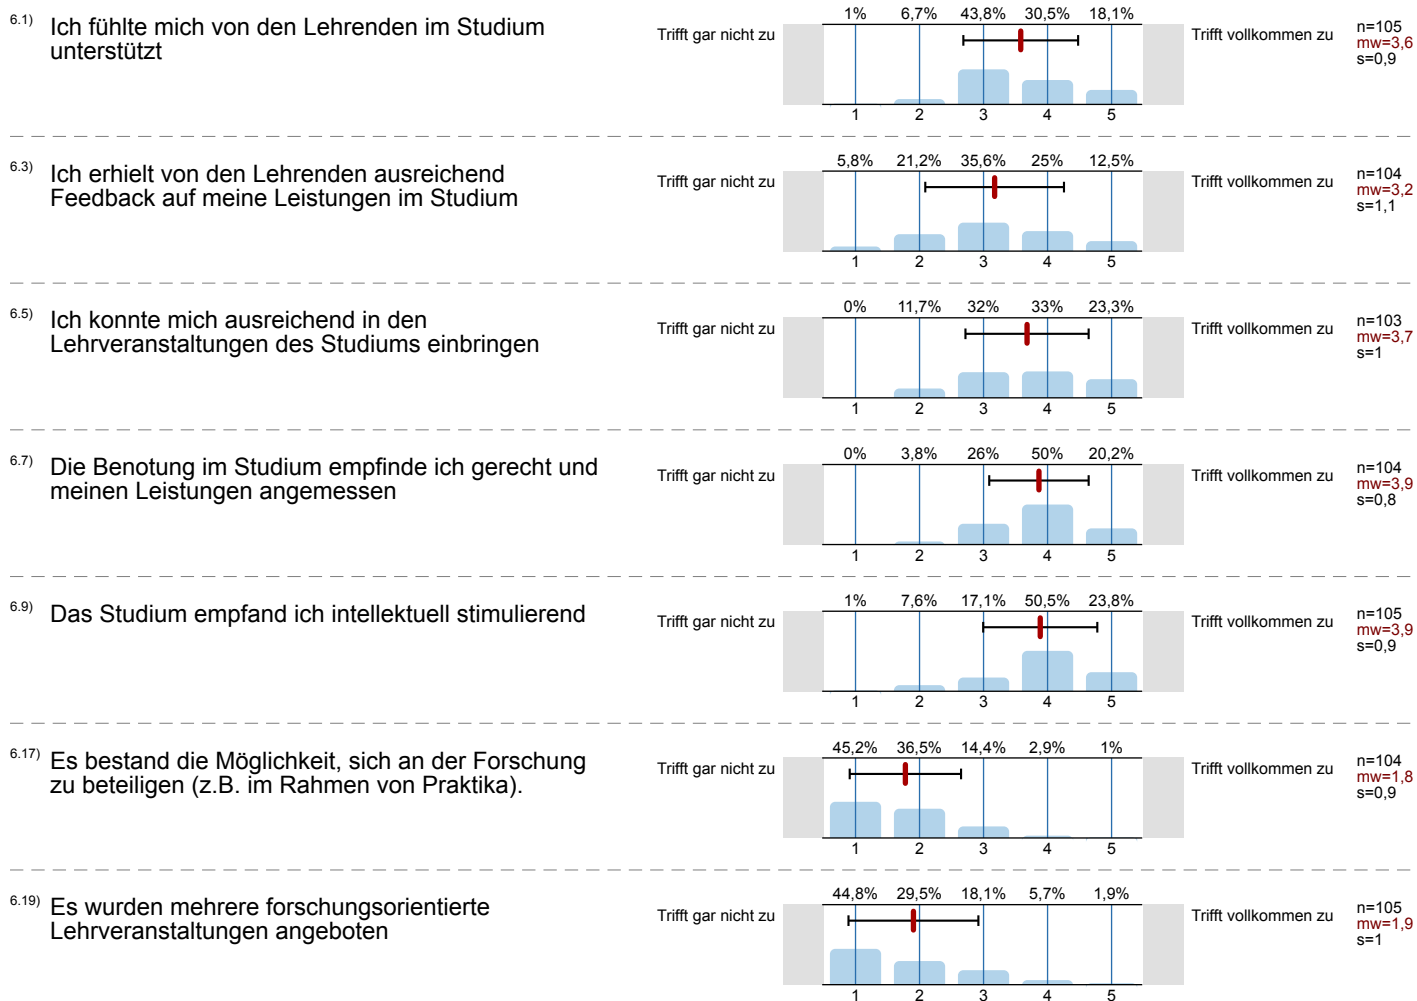 6.1) Ich fühlte mich von den Lehrenden im Studium
unterstützt
Trifft gar nicht zu
1% 6,7% 43,8% 30,5% 18,1%
1 2 3 4 5
Trifft vollkommen zu
n=105
mw=3,6
s=0,9
6.3) Ich erhielt von den Lehrenden ausreichend
Feedback auf meine Leistungen im Studium
Trifft gar nicht zu
5,8% 21,2% 35,6% 25% 12,5%
1 2 3 4 5
Trifft vollkommen zu
n=104
mw=3,2
s=1,1
6.5) Ich konnte mich ausreichend in den
Lehrveranstaltungen des Studiums einbringen
Trifft gar nicht zu
0% 11,7% 32% 33% 23,3%
1 2 3 4 5
Trifft vollkommen zu
n=103
mw=3,7
s=1
6.7) Die Benotung im Studium empfinde ich gerecht und
meinen Leistungen angemessen
Trifft gar nicht zu
0% 3,8% 26% 50% 20,2%
1 2 3 4 5
Trifft vollkommen zu
n=104
mw=3,9
s=0,8
6.9) Das Studium empfand ich intellektuell stimulierend
Trifft gar nicht zu
1% 7,6% 17,1% 50,5% 23,8%
1 2 3 4 5
Trifft vollkommen zu
n=105
mw=3,9
s=0,9
6.17) Es bestand die Möglichkeit, sich an der Forschung
zu beteiligen (z.B. im Rahmen von Praktika).
Trifft gar nicht zu
45,2% 36,5% 14,4% 2,9% 1%
1 2 3 4 5
Trifft vollkommen zu
n=104
mw=1,8
s=0,9
6.19) Es wurden mehrere forschungsorientierte
Lehrveranstaltungen angeboten
Trifft gar nicht zu
44,8% 29,5% 18,1% 5,7% 1,9%
1 2 3 4 5
Trifft vollkommen zu
n=105
mw=1,9
s=1